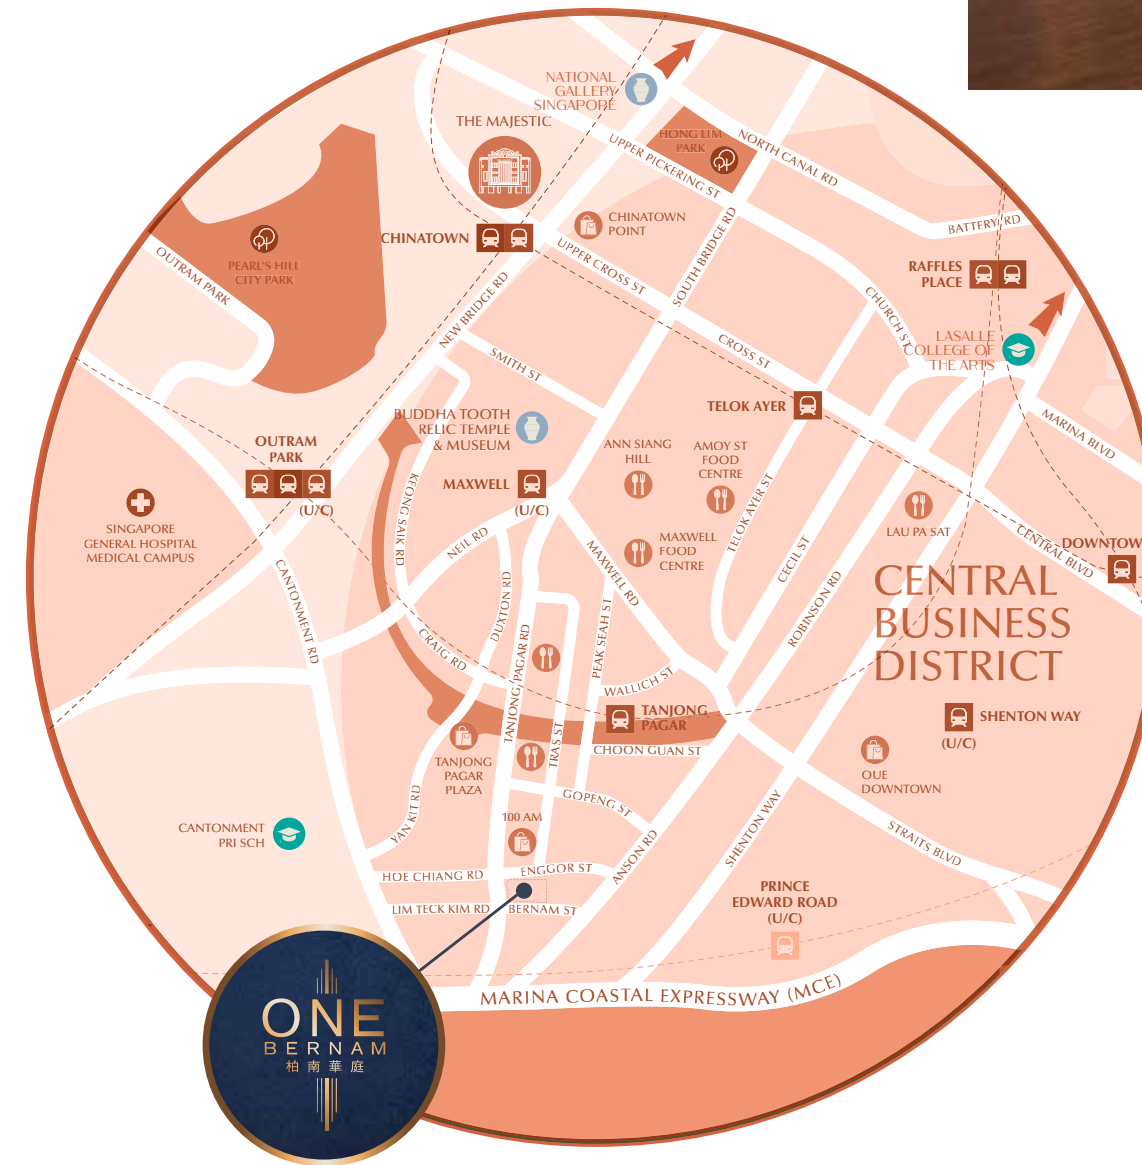 NATIONAL
GALLERY
SINGAPORE
THE MAJESTIC
HONG LIM
PARK
NORTH CANAL RD
UPPER PICKERING ST
CHINATOWN
POINT
CHINATOWN
BATTERY RD
PEARL'S HILL
CITY PARK
OUTRAM PARK
UPPER CROSS ST
SOUTH BRIDGE RD
RAFFLES
PLACE
NEW BRIDGE RD
CHURCH ST
LASALLE
COLLEGE OF
THE ARTS
SMITH ST
CROSS ST
TELOK AYER
BUDDHA TOOTH
RELIC TEMPLE
& MUSEUM
MARINA BLVD
OUTRAM
PARK
(U/C)
ANN SIANG
HILL
AMOY ST
FOOD
CENTRE
KEONG SAIK RD
MAXWELL
(U/C)
TELOK AYER ST
SINGAPORE
GENERAL HOSPITAL
MEDICAL CAMPUS
LAU PA SAT
NEIL RD
MAXWELL
FOOD
CENTRE
CECIL ST
CENTRAL BLVD
DOWNTOW
MAXWELL RD
CENTRAL
BUSINESS
DISTRICT
CANTONMENT RD
DUXTON RD
ROBINSON RD
CRAIG RD
TANJONG PAGAR RD
PEAK SEAH ST
WALLICH ST
TANJONG
PAGAR
SHENTON WAY
(U/C)
TRAS ST
CHOON GUAN ST
TANJONG
PAGAR
PLAZA
OUE
DOWNTOWN
YAN KIT RD
GOPENG ST
100 AM
CANTONMENT
PRI SCH
SHENTON WAY
STRAITS BLVD
ANSON RD
HOE CHIANG RD
ENGGOR ST
PRINCE
EDWARD ROAD
(U/C)
LIM TECK KIM RD
BERNAM ST
MARINA COASTAL EXPRESSWAY (MCE)
ONE
BERNAM
柏南華庭